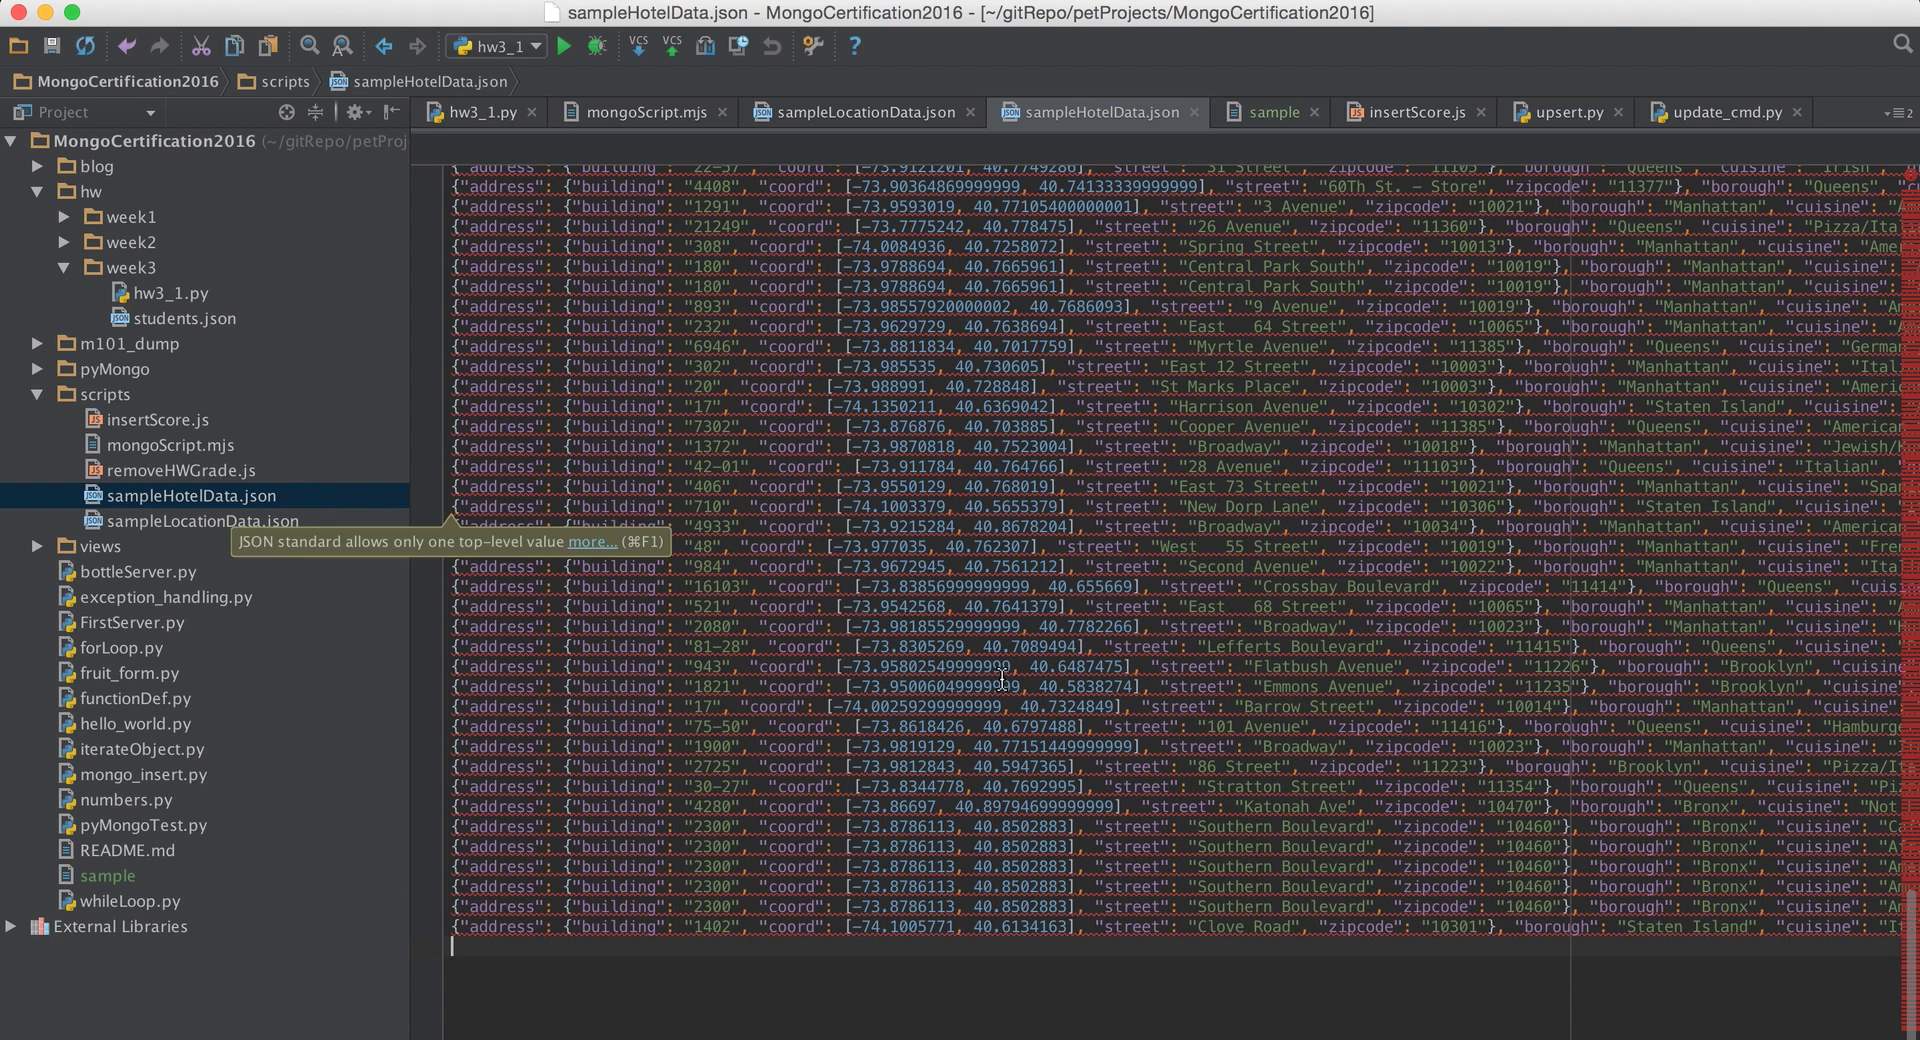 sampleHotelData.json - MongoCertification2016 - [~/gitRepo/petProjects/MongoCertification2016]
hw3_1
VCS VCS
?
MongoCertification2016 scripts sampleHotelData.json
Project
hw3_1.py mongoScript.mjs sampleLocationData.json sampleHotelData.json sample insertScore.js upsert.py update_cmd.py 2
MongoCertification2016 (~/gitRepo/petProj
blog
hw
week1
week2
week3
hw3_1.py
students.json
m101_dump
pyMongo
scripts
insertScore.js
mongoScript.mjs
removeHWGrade.js
sampleHotelData.json
sampleLocationData.json
views
bottleServer.py
exception_handling.py
FirstServer.py
forLoop.py
fruit_form.py
functionDef.py
hello_world.py
iterateObject.py
mongo_insert.py
numbers.py
pyMongoTest.py
README.md
sample
whileLoop.py
External Libraries
{"address": {"building": "22-57", "coord": [-73.9121201, 40.7749286], "street": "31 Street", "zipcode": "11105"}, "borough": "Queens", "cuisine": "Irish",
{"address": {"building": "4408", "coord": [-73.90364869999999, 40.74133339999999], "street": "60Th St. - Store", "zipcode": "11377"}, "borough": "Queens", "c
{"address": {"building": "1291", "coord": [-73.9593019, 40.77105400000001], "street": "3 Avenue", "zipcode": "10021"}, "borough": "Manhattan", "cuisine": "A
{"address": {"building": "21249", "coord": [-73.7775242, 40.778475], "street": "26 Avenue", "zipcode": "11360"}, "borough": "Queens", "cuisine": "Pizza/Ita
{"address": {"building": "308", "coord": [-74.0084936, 40.7258072], "street": "Spring Street", "zipcode": "10013"}, "borough": "Manhattan", "cuisine": "Ame
{"address": {"building": "180", "coord": [-73.9788694, 40.7665961], "street": "Central Park South", "zipcode": "10019"}, "borough": "Manhattan", "cuisine":
{"address": {"building": "180", "coord": [-73.9788694, 40.7665961], "street": "Central Park South", "zipcode": "10019"}, "borough": "Manhattan", "cuisine":
{"address": {"building": "893", "coord": [-73.98557920000002, 40.7686093], "street": "9 Avenue", "zipcode": "10019"}, "borough": "Manhattan", "cuisine": "Am
{"address": {"building": "232", "coord": [-73.9629729, 40.7638694], "street": "East   64 Street", "zipcode": "10065"}, "borough": "Manhattan", "cuisine": "A
{"address": {"building": "6946", "coord": [-73.8811834, 40.7017759], "street": "Myrtle Avenue", "zipcode": "11385"}, "borough": "Queens", "cuisine": "Germa
{"address": {"building": "302", "coord": [-73.985535, 40.730605], "street": "East 12 Street", "zipcode": "10003"}, "borough": "Manhattan", "cuisine": "Ital
{"address": {"building": "20", "coord": [-73.988991, 40.728848], "street": "St Marks Place", "zipcode": "10003"}, "borough": "Manhattan", "cuisine": "Americ
{"address": {"building": "17", "coord": [-74.1350211, 40.6369042], "street": "Harrison Avenue", "zipcode": "10302"}, "borough": "Staten Island", "cuisine":
{"address": {"building": "7302", "coord": [-73.876876, 40.703885], "street": "Cooper Avenue", "zipcode": "11385"}, "borough": "Queens", "cuisine": "American
{"address": {"building": "1372", "coord": [-73.9870818, 40.7523004], "street": "Broadway", "zipcode": "10018"}, "borough": "Manhattan", "cuisine": "Jewish/K
{"address": {"building": "42-01", "coord": [-73.911784, 40.764766], "street": "28 Avenue", "zipcode": "11103"}, "borough": "Queens", "cuisine": "Italian",
{"address": {"building": "406", "coord": [-73.9550129, 40.768019], "street": "East 73 Street", "zipcode": "10021"}, "borough": "Manhattan", "cuisine": "Spa
{"address": {"building": "710", "coord": [-74.1003379, 40.5655379], "street": "New Dorp Lane", "zipcode": "10306"}, "borough": "Staten Island", "cuisine":
{"address": {"building": "4933", "coord": [-73.9215284, 40.8678204], "street": "Broadway", "zipcode": "10034"}, "borough": "Manhattan", "cuisine": "American
JSON standard allows only one top-level value more... (⌘F1) "48", "coord": [-73.977035, 40.762307], "street": "West   55 Street", "zipcode": "10019"}, "borough": "Manhattan", "cuisine": "Fre
{"address": {"building": "984", "coord": [-73.9672945, 40.7561212], "street": "Second Avenue", "zipcode": "10022"}, "borough": "Manhattan", "cuisine": "Ita
{"address": {"building": "16103", "coord": [-73.83856999999999, 40.655669], "street": "Crossbay Boulevard", "zipcode": "11414"}, "borough": "Queens", "cuis
{"address": {"building": "521", "coord": [-73.9542568, 40.7641379], "street": "East   68 Street", "zipcode": "10065"}, "borough": "Manhattan", "cuisine": "A
{"address": {"building": "2080", "coord": [-73.98185529999999, 40.7782266], "street": "Broadway", "zipcode": "10023"}, "borough": "Manhattan", "cuisine": "H
{"address": {"building": "81-28", "coord": [-73.8305269, 40.7089494], "street": "Lefferts Boulevard", "zipcode": "11415"}, "borough": "Queens", "cuisine":
{"address": {"building": "943", "coord": [-73.95802549999999, 40.6487475], "street": "Flatbush Avenue", "zipcode": "11226"}, "borough": "Brooklyn", "cuisine
{"address": {"building": "1821", "coord": [-73.95006049999999, 40.5838274], "street": "Emmons Avenue", "zipcode": "11235"}, "borough": "Brooklyn", "cuisine
{"address": {"building": "17", "coord": [-74.00259299999999, 40.7324849], "street": "Barrow Street", "zipcode": "10014"}, "borough": "Manhattan", "cuisine":
{"address": {"building": "75-50", "coord": [-73.8618426, 40.6797488], "street": "101 Avenue", "zipcode": "11416"}, "borough": "Queens", "cuisine": "Hamburge
{"address": {"building": "1900", "coord": [-73.9819129, 40.77151449999999], "street": "Broadway", "zipcode": "10023"}, "borough": "Manhattan", "cuisine":
{"address": {"building": "2725", "coord": [-73.9812843, 40.5947365], "street": "86 Street", "zipcode": "11223"}, "borough": "Brooklyn", "cuisine": "Pizza/It
{"address": {"building": "30-27", "coord": [-73.8344778, 40.7692995], "street": "Stratton Street", "zipcode": "11354"}, "borough": "Queens", "cuisine": "Piz
{"address": {"building": "4280", "coord": [-73.86697, 40.89794699999999], "street": "Katonah Ave", "zipcode": "10470"}, "borough": "Bronx", "cuisine": "Not
{"address": {"building": "2300", "coord": [-73.8786113, 40.8502883], "street": "Southern Boulevard", "zipcode": "10460"}, "borough": "Bronx", "cuisine": "Ca
{"address": {"building": "2300", "coord": [-73.8786113, 40.8502883], "street": "Southern Boulevard", "zipcode": "10460"}, "borough": "Bronx", "cuisine": "A
{"address": {"building": "2300", "coord": [-73.8786113, 40.8502883], "street": "Southern Boulevard", "zipcode": "10460"}, "borough": "Bronx", "cuisine": "Am
{"address": {"building": "2300", "coord": [-73.8786113, 40.8502883], "street": "Southern Boulevard", "zipcode": "10460"}, "borough": "Bronx", "cuisine": "Am
{"address": {"building": "2300", "coord": [-73.8786113, 40.8502883], "street": "Southern Boulevard", "zipcode": "10460"}, "borough": "Bronx", "cuisine": "Am
{"address": {"building": "1402", "coord": [-74.1005771, 40.6134163], "street": "Clove Road", "zipcode": "10301"}, "borough": "Staten Island", "cuisine": "It